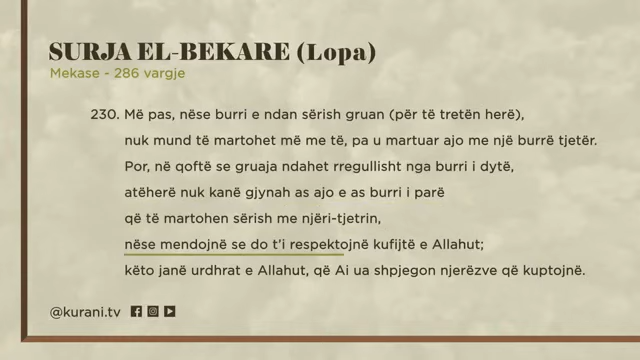 SURJA EL-BEKARE (Lopa)
Mekase - 286 vargje
230. Më pas, nëse burri e ndan sërish gruan (për të tretën herë),
nuk mund të martohet më me të, pa u martuar ajo me një burrë tjetër.
Por, në qoftë se gruaja ndahet rregullisht nga burri i dytë,
atëherë nuk kanë gjynah as ajo e as burri i parë
që të martohen sërish me njëri-tjetrin,
nëse mendojnë se do t'i respektojnë kufijtë e Allahut;
këto janë urdhrat e Allahut, që Ai ua shpjegon njerëzve që kuptojnë.
@kurani.tv